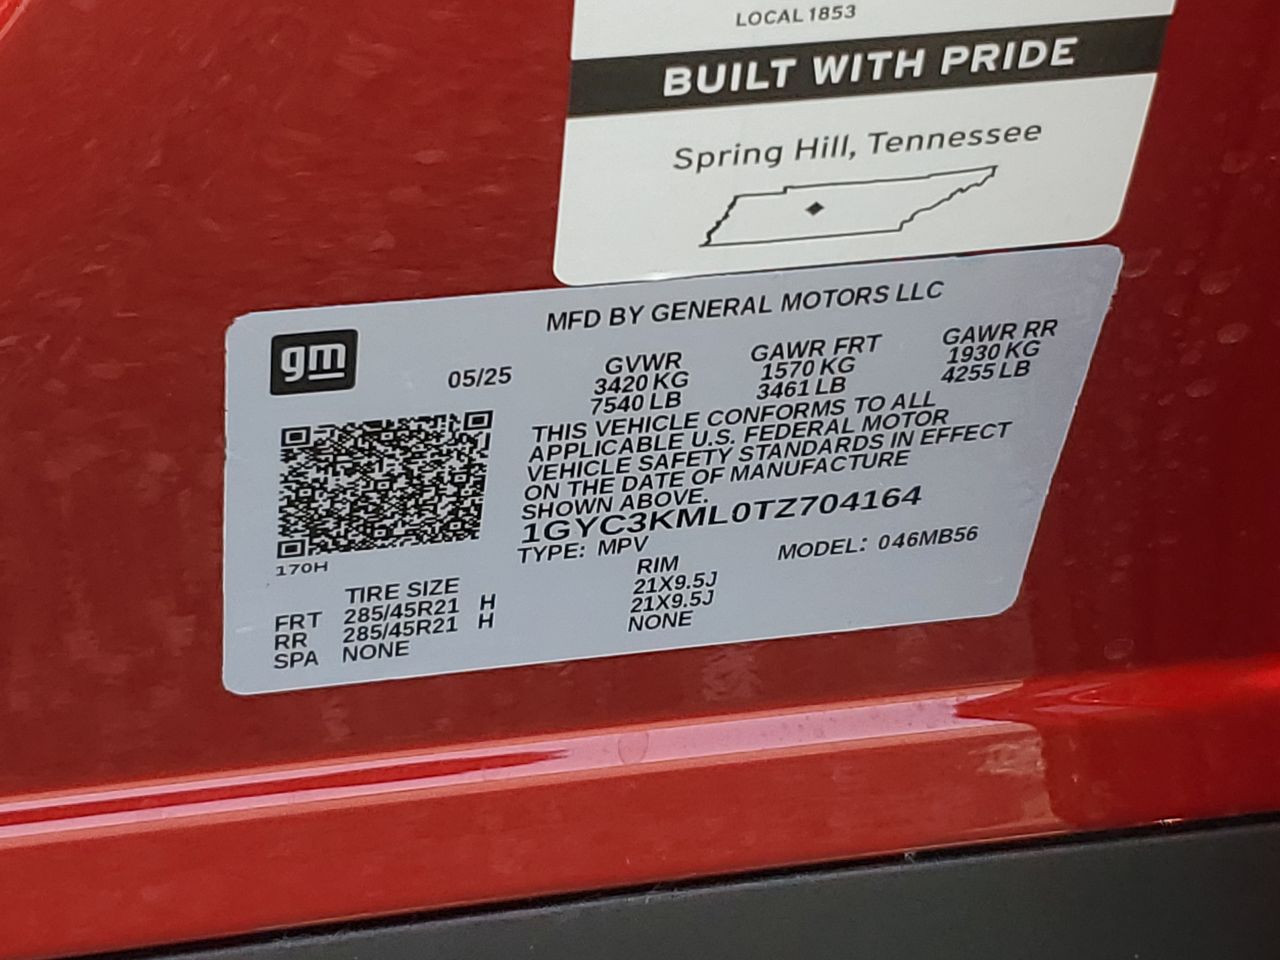 LOCAL 1853
BUILT WITH PRIDE
Spring Hill, Tennessee
MFD BY GENERAL MOTORS LLC
gm
05/25
GVWR
3420 KG
7540 LB
GAWR FRT
1570 KG
3461 LB
GAWR RR
1930 KG
4255 LB
THIS VEHICLE CONFORMS TO ALL
APPLICABLE U.S. FEDERAL MOTOR
VEHICLE SAFETY STANDARDS IN EFFECT
ON THE DATE OF MANUFACTURE
SHOWN ABOVE.
1GYC3KML0TZ704164
TYPE: MPV MODEL: 046MB56
170H
TIRE SIZE RIM
FRT 285/45R21 H 21X9.5J
RR 285/45R21 H 21X9.5J
SPA NONE NONE